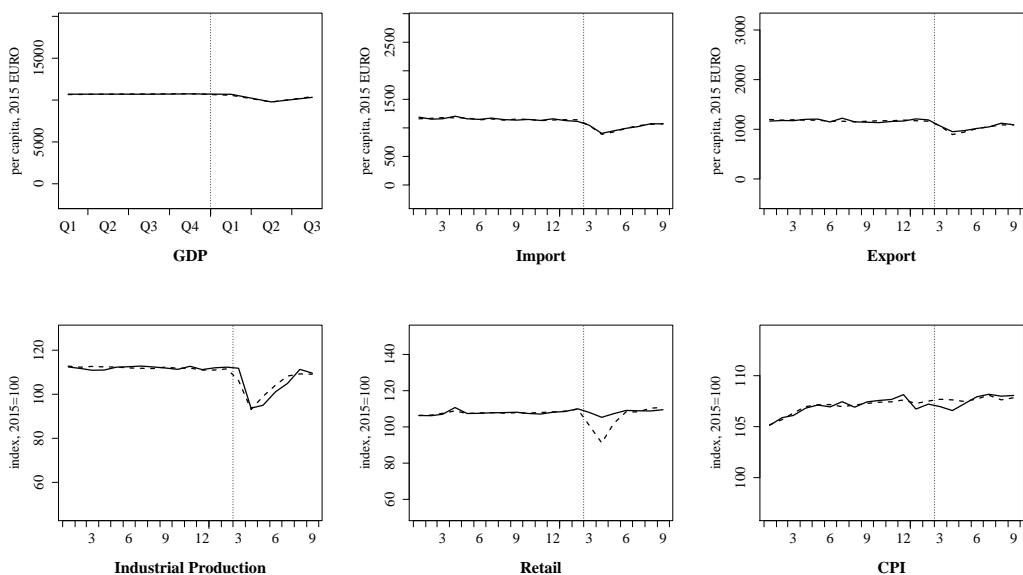 per capita, 2015 EURO
0 5000 15000
Q1 Q2 Q3 Q4 Q1 Q2 Q3
GDP
per capita, 2015 EURO
0 500 1500 2500
3 6 9 12 3 6 9
Import
per capita, 2015 EURO
0 1000 2000 3000
3 6 9 12 3 6 9
Export
index, 2015=100
60 80 100 120
3 6 9 12 3 6 9
Industrial Production
index, 2015=100
60 80 100 120 140
3 6 9 12 3 6 9
Retail
index, 2015=100
100 105 110
3 6 9 12 3 6 9
CPI